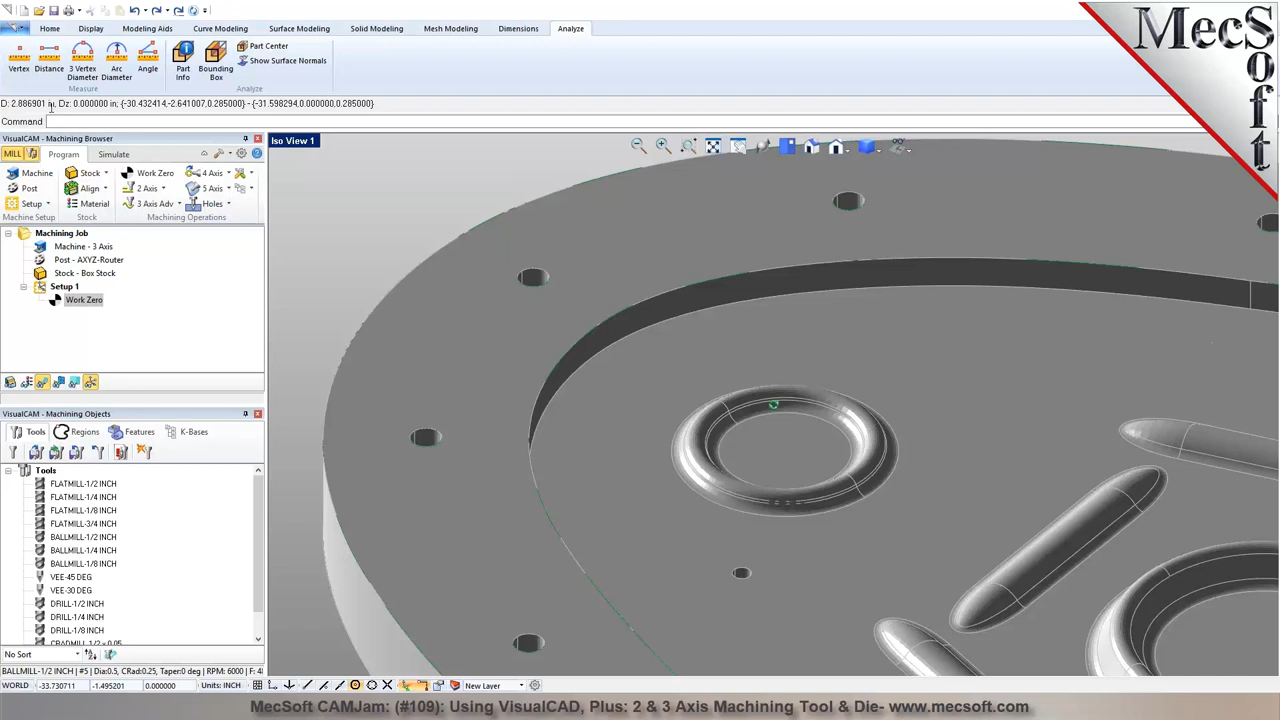 Home Display Modeling Aids Curve Modeling Surface Modeling Solid Modeling Mesh Modeling Dimensions Analyze
Vertex Distance 3 Vertex Diameter Arc Diameter Angle Part Info Bounding Box Part Center
Show Surface Normals
Measure Analyze
D: 2.886901 in, Dz: 0.000000 in; {-30.432414,-2.641007,0.285000} - {-31.598294,0.000000,0.285000}
Command
VisualCAM - Machining Browser
MILL Program Simulate
Machine Stock Work Zero 4 Axis
Post Align 2 Axis 5 Axis
Setup Material 3 Axis Adv Holes
Machine Setup Stock Machining Operations
Machining Job
Machine - 3 Axis
Post - AXYZ-Router
Stock - Box Stock
Setup 1
Work Zero
VisualCAM - Machining Objects
Tools Regions Features K-Bases
Tools
FLATMILL-1/2 INCH
FLATMILL-1/4 INCH
FLATMILL-1/8 INCH
FLATMILL-3/4 INCH
BALLMILL-1/2 INCH
BALLMILL-1/4 INCH
BALLMILL-1/8 INCH
VEE-45 DEG
VEE-30 DEG
DRILL-1/2 INCH
DRILL-1/4 INCH
DRILL-1/8 INCH
No Sort
BALLMILL-1/2 INCH | #5 | Dia:0.5, CRad:0.25, Taper:0 deg | RPM: 6000 | F: 4
WORLD -33.730711 -1.495201 0.000000 Units: INCH New Layer
Iso View 1
MecSoft
MecSoft CAMJam: (#109): Using VisualCAD, Plus: 2 & 3 Axis Machining Tool & Die- www.mecsoft.com